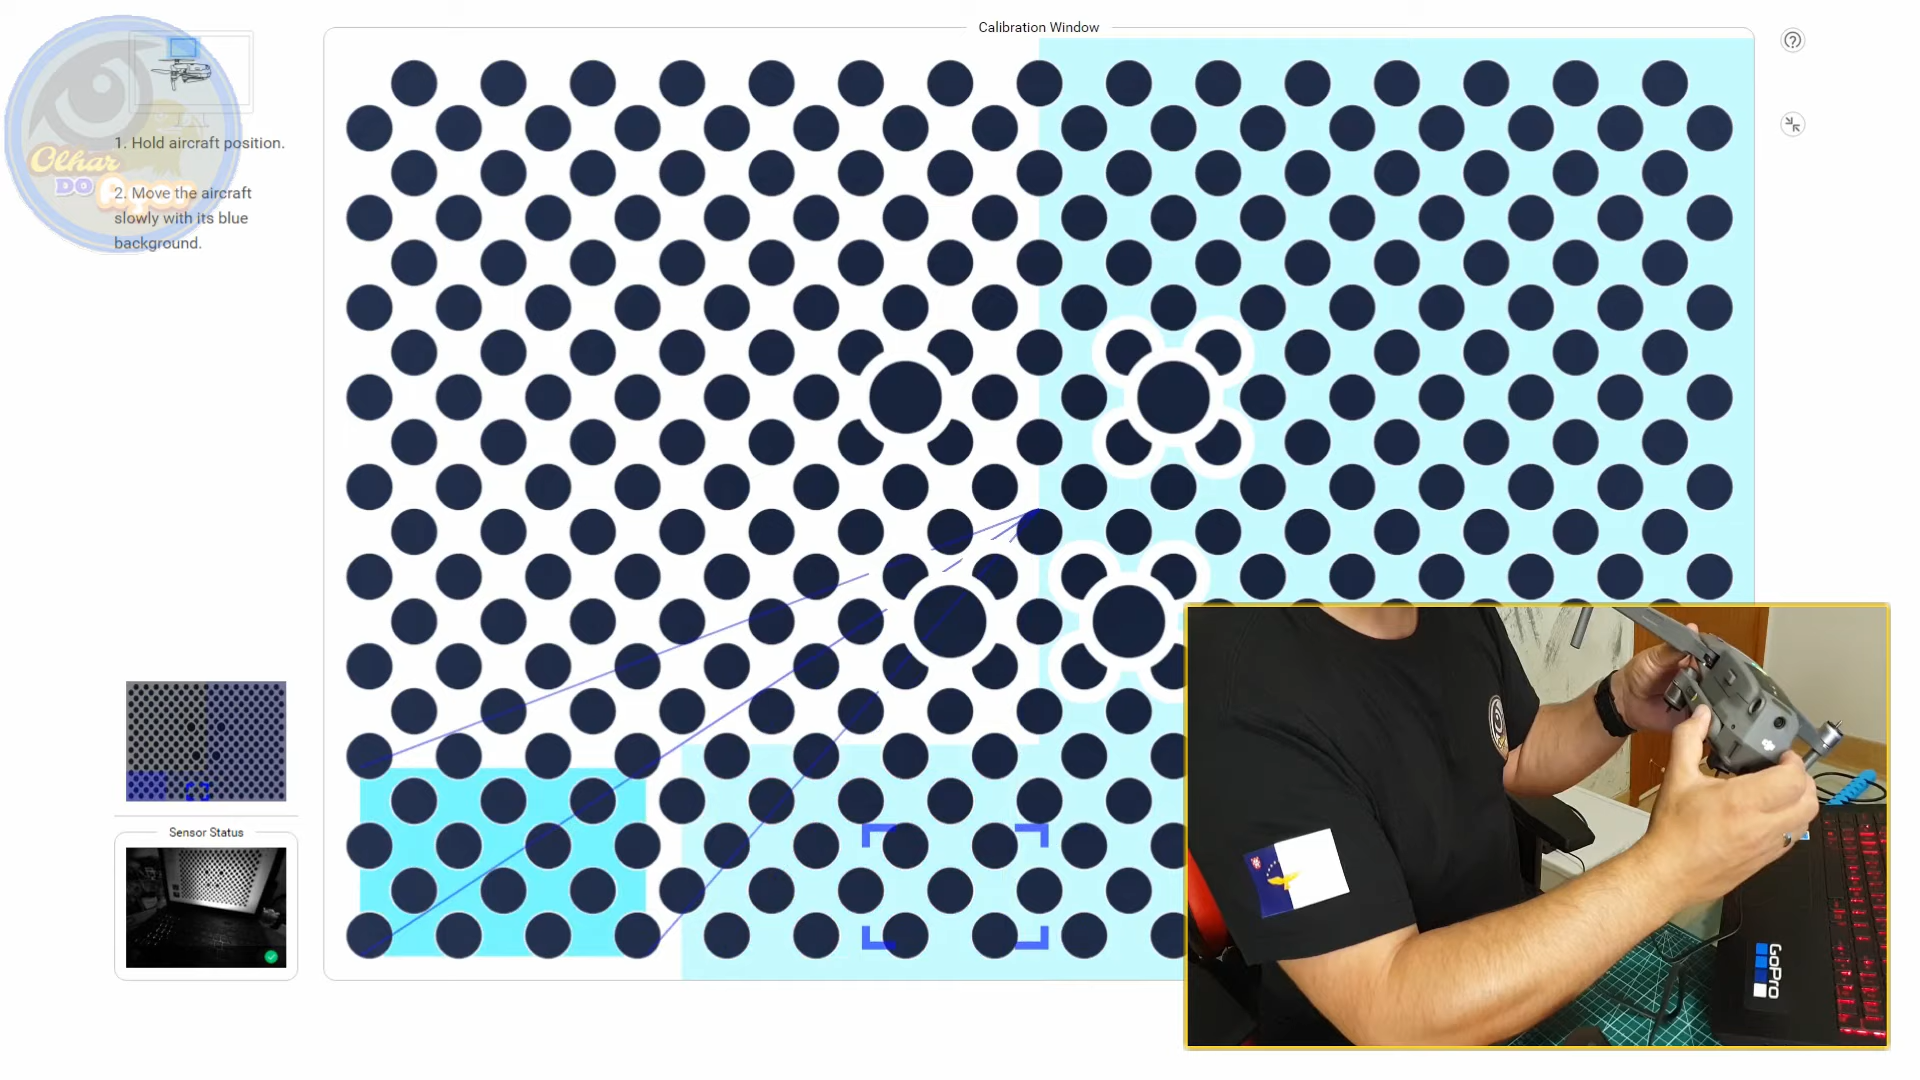 Calibration Window
Olhar
DO
Açor
1. Hold aircraft position.
2. Move the aircraft
slowly with its blue
background.
Sensor Status
GoPro